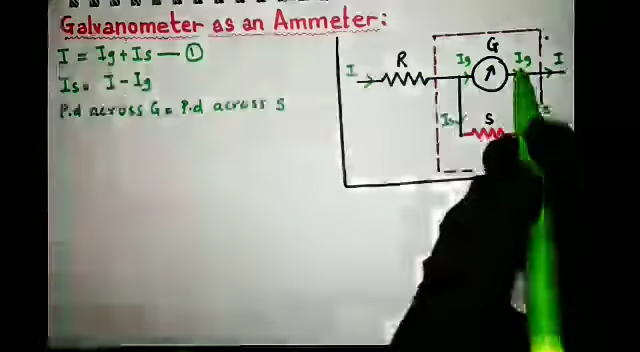 Galvanometer as an Ammeter:
I = Ig + Is — ①
Is = I - Ig
P.d across G = P.d across S
G
R
I
Ig
Ig
I
Is
S